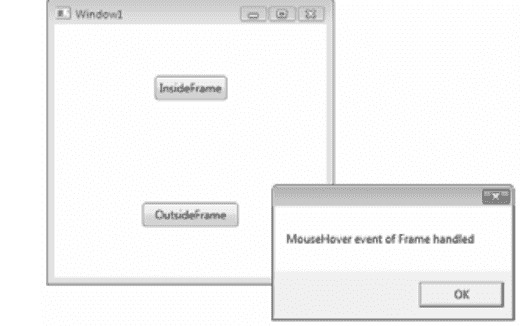 Window1
InsideFrame
OutsideFrame
MouseHover event of Frame handled
OK